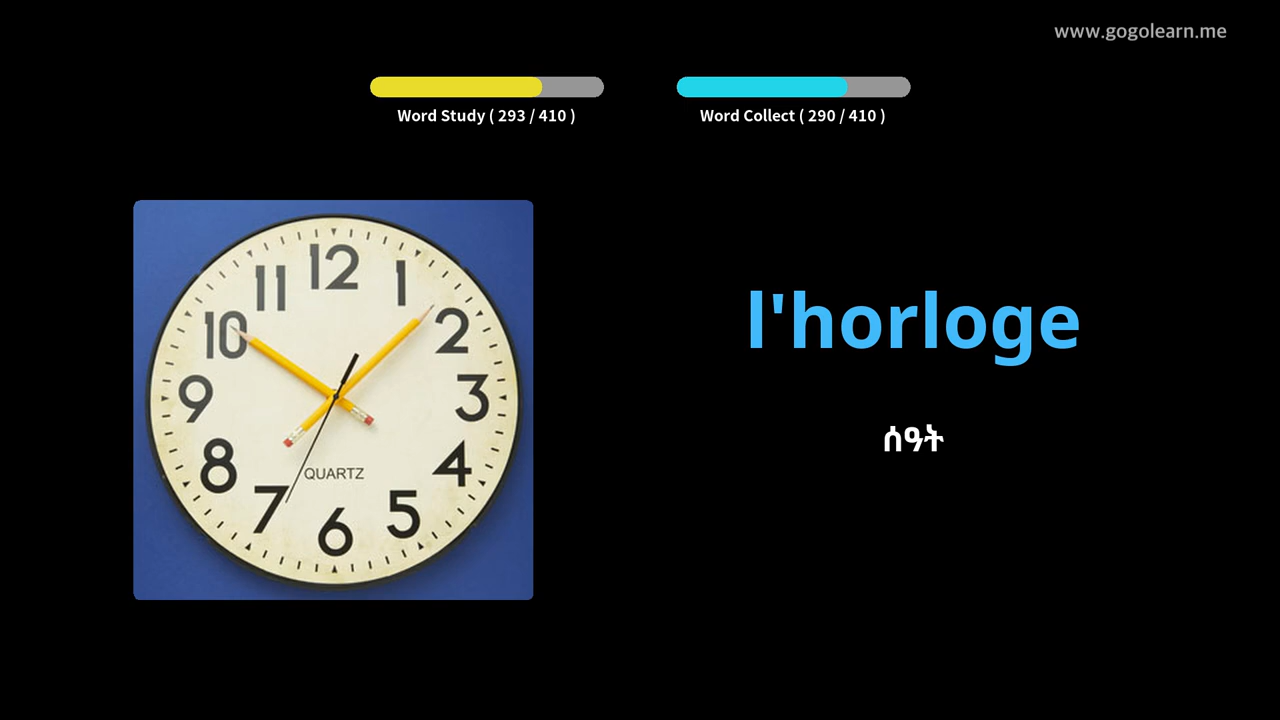 www.gogolearn.me
Word Study ( 293 / 410 )
Word Collect ( 290 / 410 )
12
11
1
10
2
9
3
8
4
QUARTZ
7
5
6
l'horloge
ሰዓት